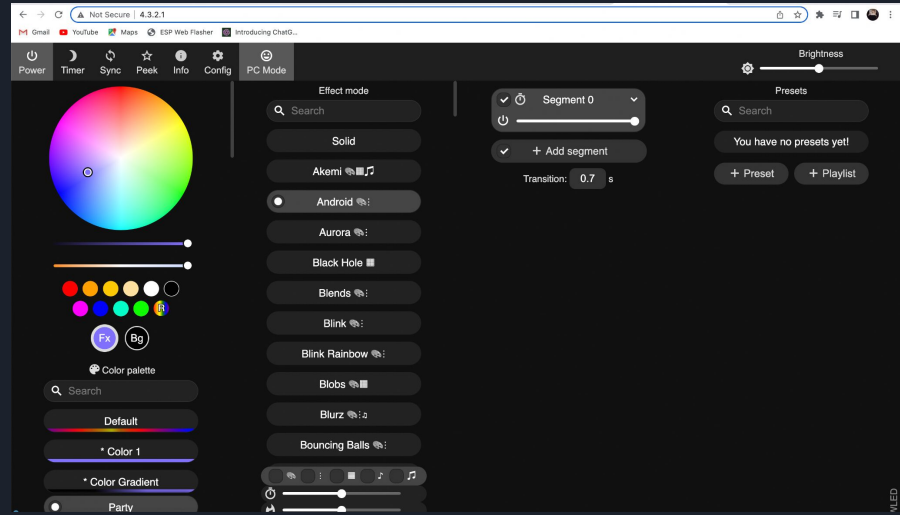 Not Secure | 4.3.2.1
Gmail YouTube Maps ESP Web Flasher Introducing ChatG...
Power Timer Sync Peek Info Config PC Mode Brightness
Search
Default
* Color 1
* Color Gradient
Party
Fx Bg
R
Color palette
Effect mode
Search
Solid
Akemi
Android
Aurora
Black Hole
Blends
Blink
Blink Rainbow
Blobs
Blurz
Bouncing Balls
Segment 0
+ Add segment
Transition: 0.7 s
Presets
Search
You have no presets yet!
+ Preset + Playlist
WLED